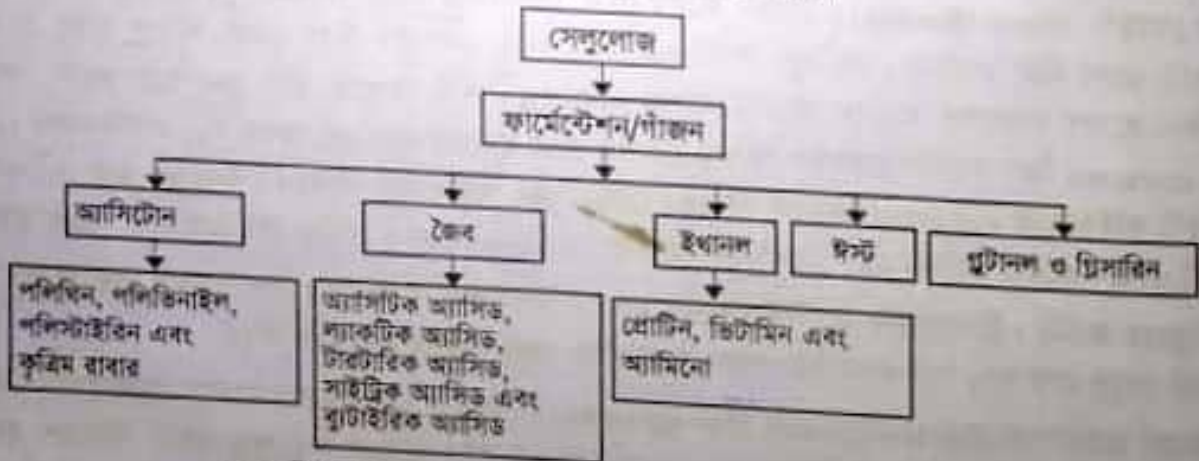 সেলুলোজ
ফার্মেন্টেশন/গাঁজন
অ্যাসিটোন
জৈব
ইথানল
ঈস্ট
গ্লুটানল ও গ্লিসারিন
পলিথিন, পলিভিনাইল,
পলিস্টাইরিন এবং
কৃত্রিম রাবার
অ্যাসিটিক অ্যাসিড,
ল্যাকটিক অ্যাসিড,
টারটারিক অ্যাসিড,
সাইট্রিক অ্যাসিড এবং
ব্যুটাইরিক অ্যাসিড
প্রোটিন, ভিটামিন এবং
অ্যামিনো